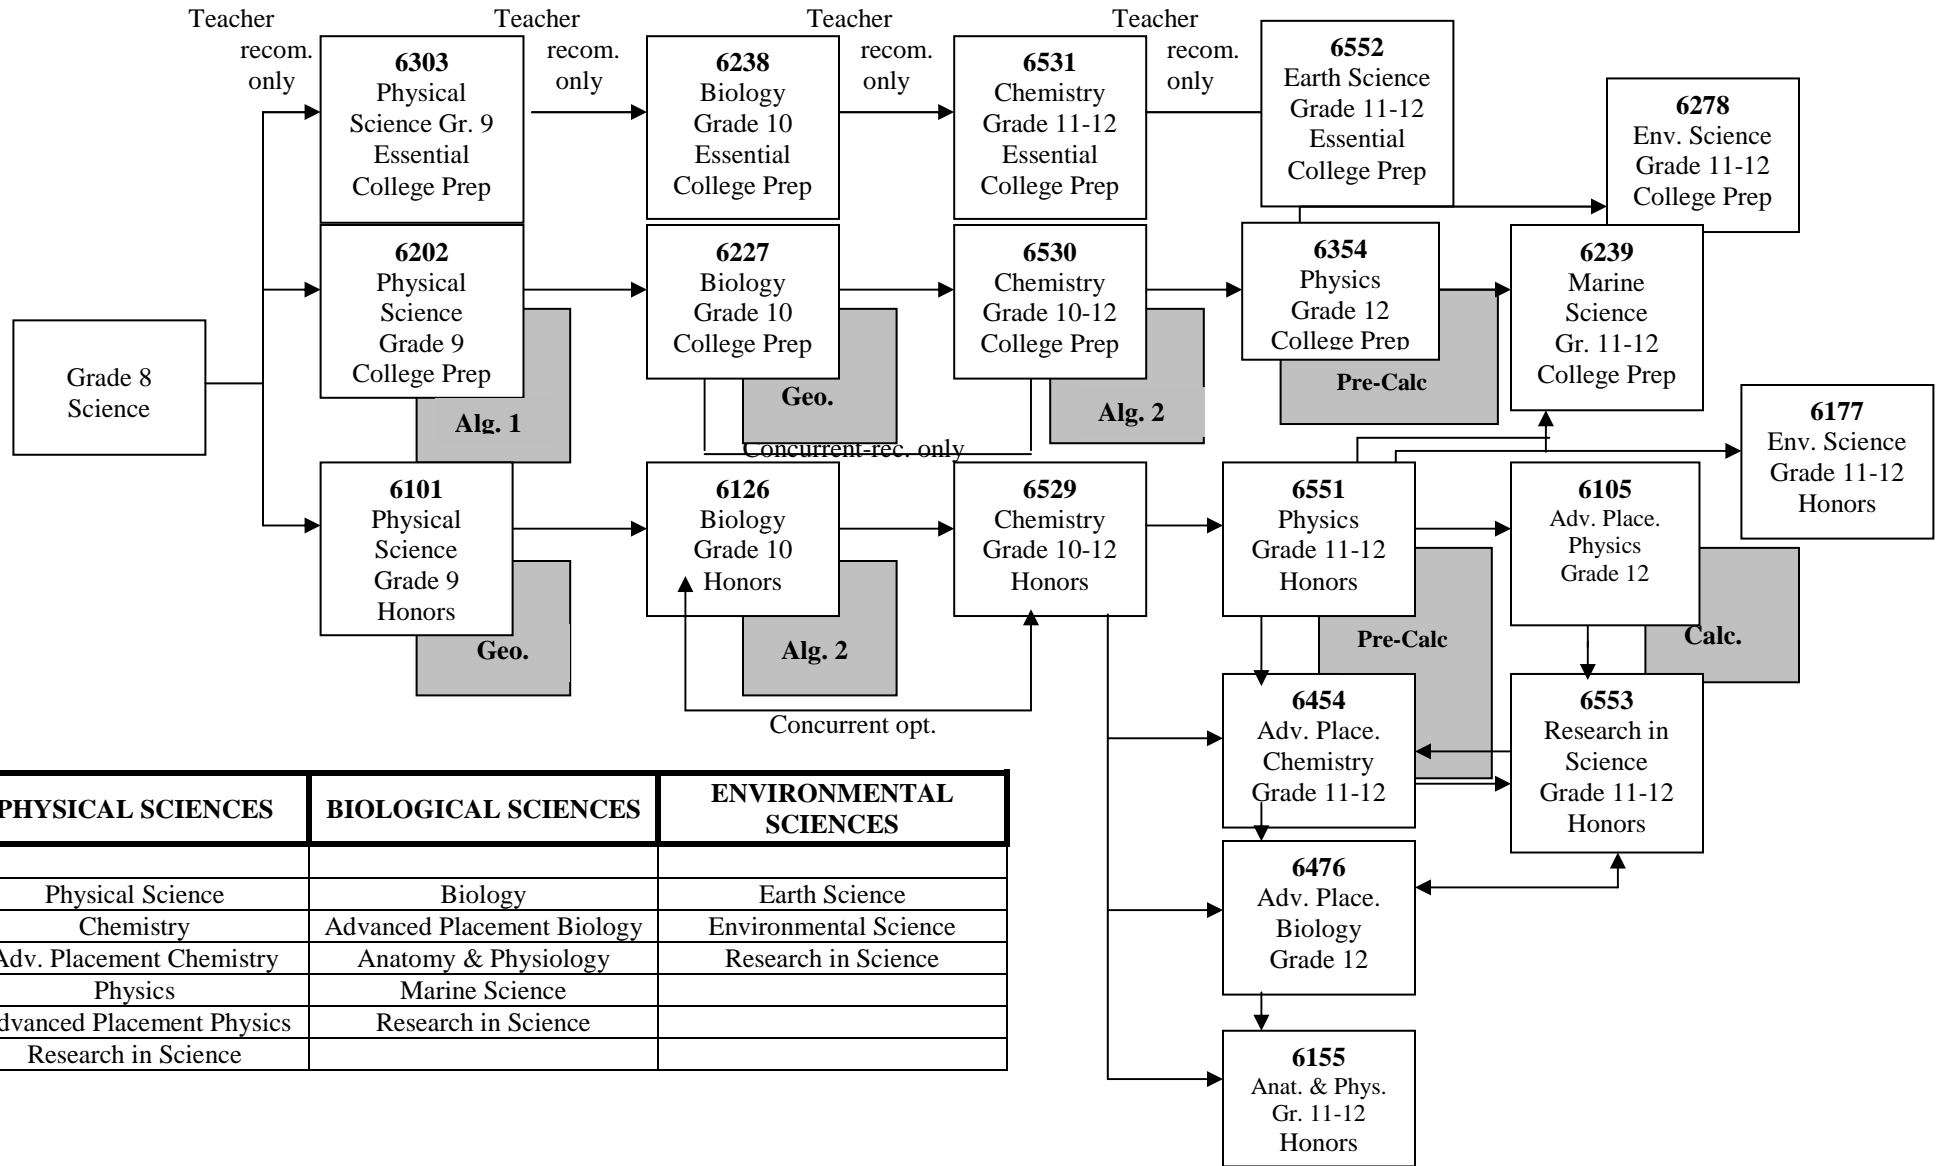 Teacher
recom.
only
Teacher
recom.
only
Teacher
recom.
only
Teacher
recom.
only
6303
Physical
Science Gr. 9
Essential
College Prep
6238
Biology
Grade 10
Essential
College Prep
6531
Chemistry
Grade 11-12
Essential
College Prep
6552
Earth Science
Grade 11-12
Essential
College Prep
6278
Env. Science
Grade 11-12
College Prep
6202
Physical
Science
Grade 9
College Prep
6227
Biology
Grade 10
College Prep
6530
Chemistry
Grade 10-12
College Prep
6354
Physics
Grade 12
College Prep
6239
Marine
Science
Gr. 11-12
College Prep
Grade 8
Science
Alg. 1
Geo.
Alg. 2
Pre-Calc
Concurrent-rec. only
6177
Env. Science
Grade 11-12
Honors
6101
Physical
Science
Grade 9
Honors
6126
Biology
Grade 10
Honors
6529
Chemistry
Grade 10-12
Honors
6551
Physics
Grade 11-12
Honors
6105
Adv. Place.
Physics
Grade 12
Geo.
Alg. 2
Pre-Calc
Calc.
Concurrent opt.
6454
Adv. Place.
Chemistry
Grade 11-12
6553
Research in
Science
Grade 11-12
Honors
6476
Adv. Place.
Biology
Grade 12
6155
Anat. & Phys.
Gr. 11-12
Honors
PHYSICAL SCIENCES BIOLOGICAL SCIENCES ENVIRONMENTAL
SCIENCES
Physical Science Biology Earth Science
Chemistry Advanced Placement Biology Environmental Science
Adv. Placement Chemistry Anatomy & Physiology Research in Science
Physics Marine Science
dvanced Placement Physics Research in Science
Research in Science